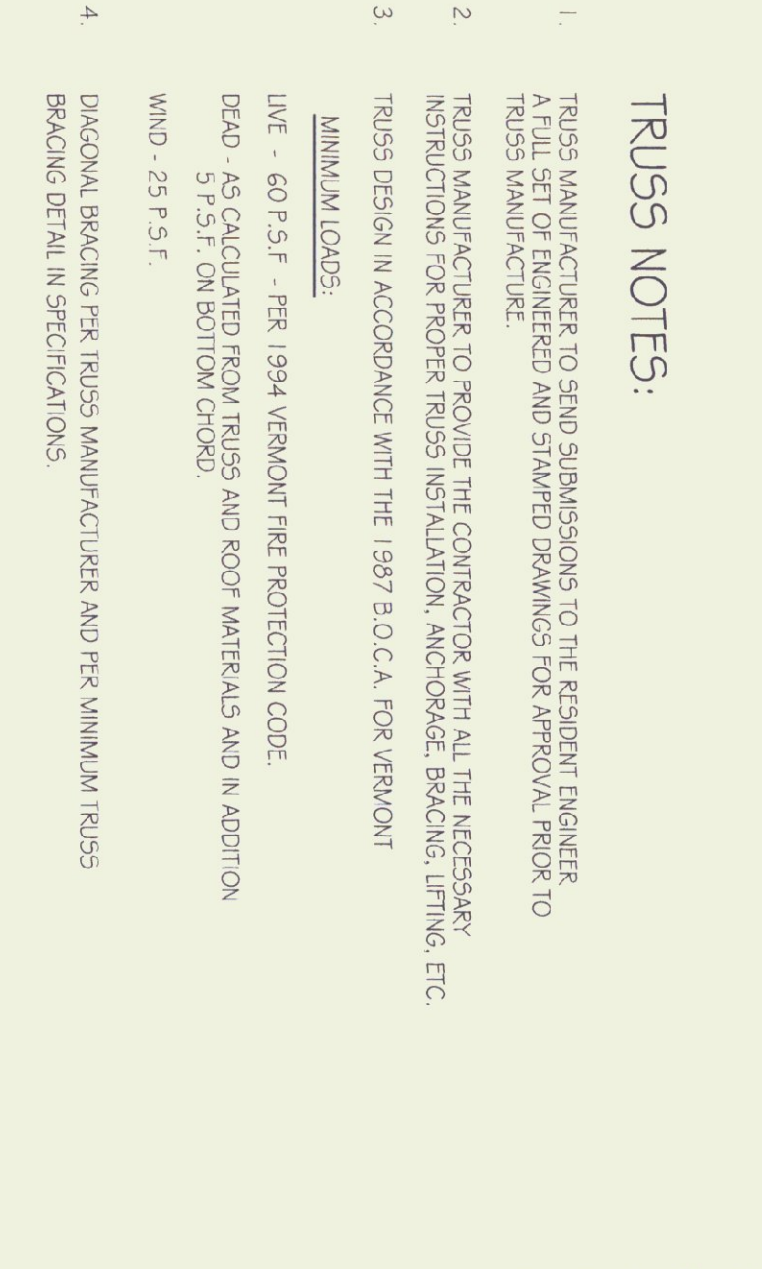 TRUSS NOTES:
1. TRUSS MANUFACTURER TO SEND SUBMISSIONS TO THE RESIDENT ENGINEER
A FULL SET OF ENGINEERED AND STAMPED DRAWINGS FOR APPROVAL PRIOR TO
TRUSS MANUFACTURE.
2. TRUSS MANUFACTURER TO PROVIDE THE CONTRACTOR WITH ALL THE NECESSARY
INSTRUCTIONS FOR PROPER TRUSS INSTALLATION, ANCHORAGE, BRACING, LIFTING, ETC.
3. TRUSS DESIGN IN ACCORDANCE WITH THE 1987 B.O.C.A. FOR VERMONT
MINIMUM LOADS:
LIVE - 60 P.S.F - PER 1994 VERMONT FIRE PROTECTION CODE.
DEAD - AS CALCULATED FROM TRUSS AND ROOF MATERIALS AND IN ADDITION
5 P.S.F. ON BOTTOM CHORD.
WIND - 25 P.S.F.
4. DIAGONAL BRACING PER TRUSS MANUFACTURER AND PER MINIMUM TRUSS
BRACING DETAIL IN SPECIFICATIONS.